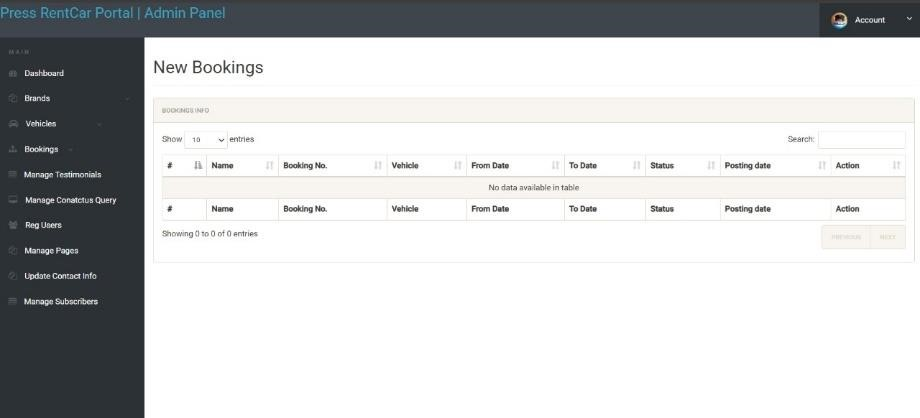 Press RentCar Portal | Admin Panel
Account
MAIN
Dashboard
Brands
Vehicles
Bookings
Manage Testimonials
Manage Conatctus Query
Reg Users
Manage Pages
Update Contact Info
Manage Subscribers
New Bookings
BOOKINGS INFO
Show 10 entries
Search:
# Name Booking No. Vehicle From Date To Date Status Posting date Action
No data available in table
# Name Booking No. Vehicle From Date To Date Status Posting date Action
Showing 0 to 0 of 0 entries
PREVIOUS NEXT